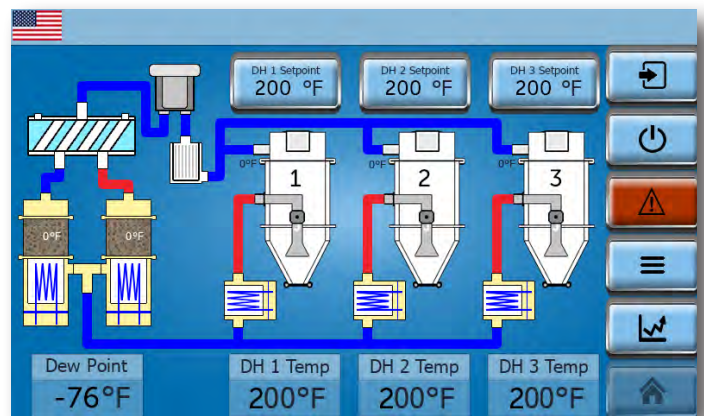 DH 1 Setpoint
200 °F
DH 2 Setpoint
200 °F
DH 3 Setpoint
200 °F
0°F
0°F
0°F
1
2
3
0°F
0°F
Dew Point
-76°F
DH 1 Temp
200°F
DH 2 Temp
200°F
DH 3 Temp
200°F